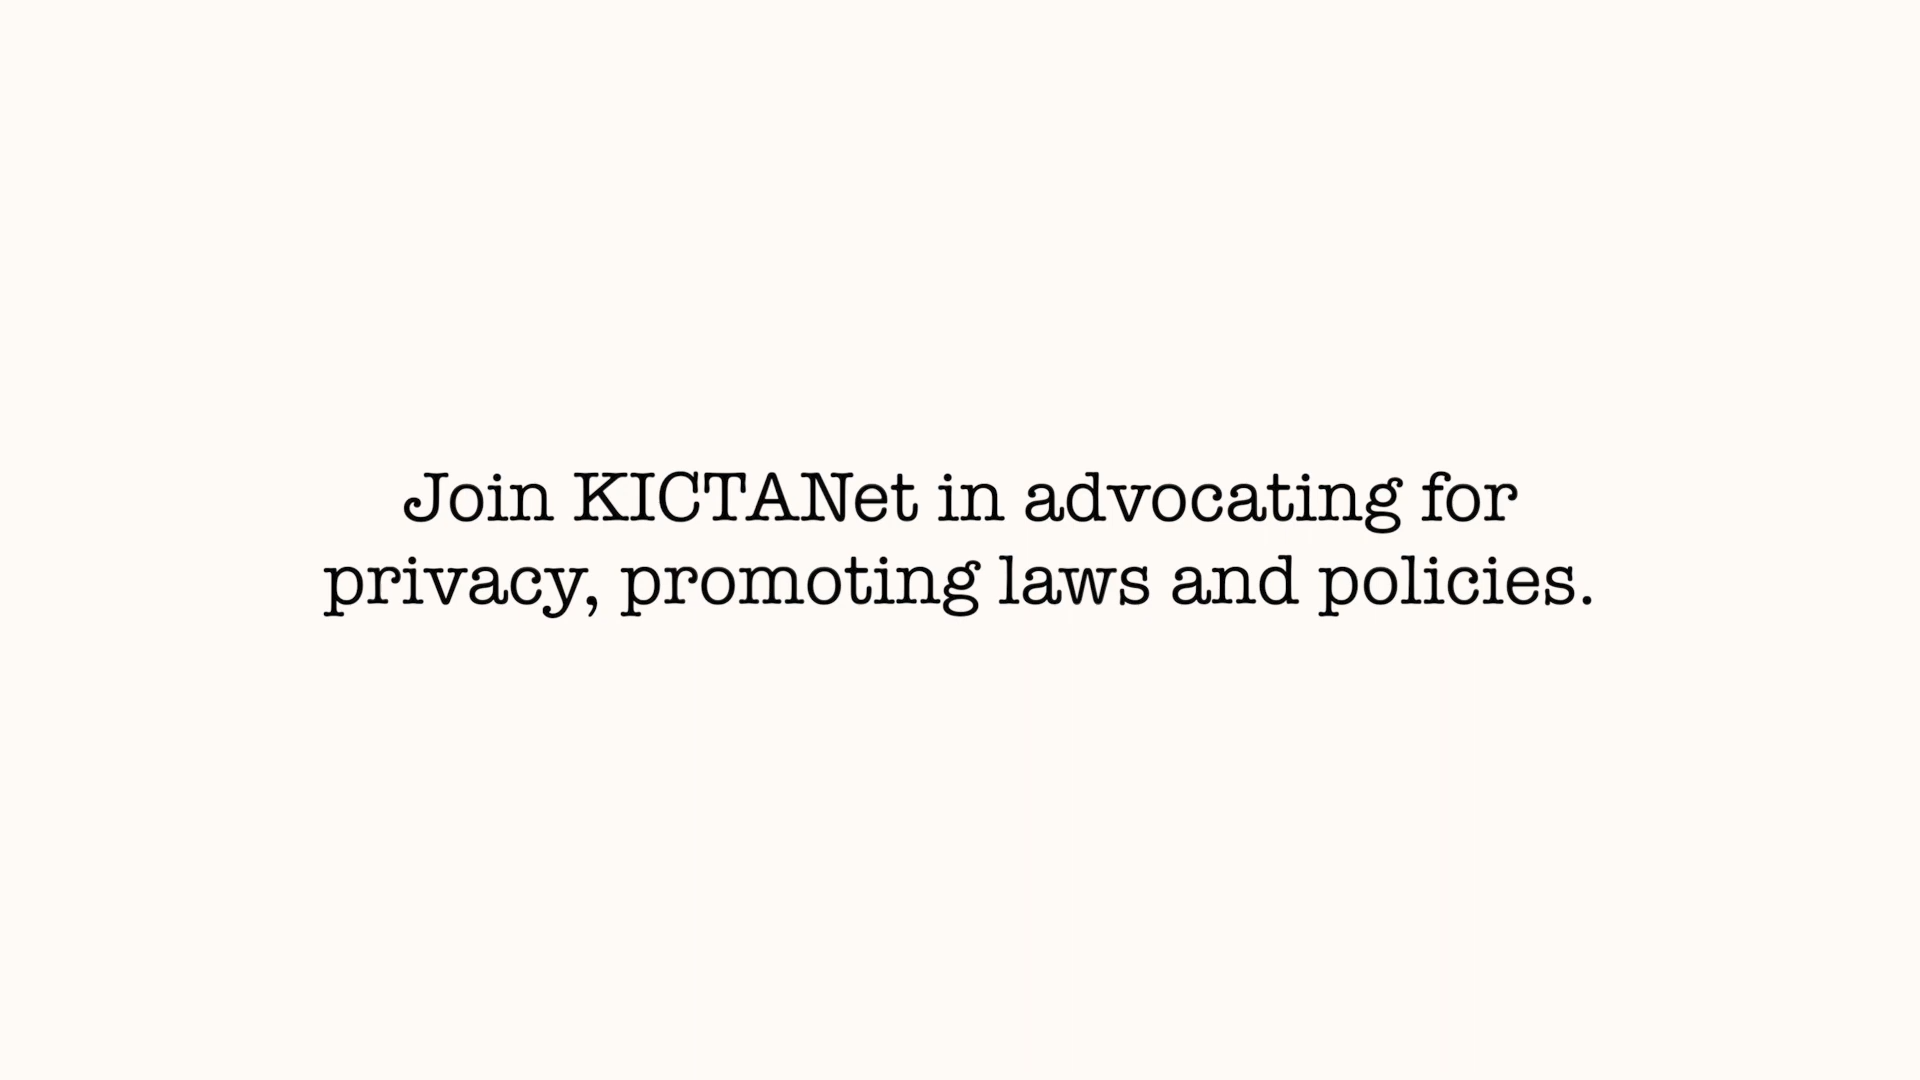 Join KICTANet in advocating for
privacy, promoting laws and policies.